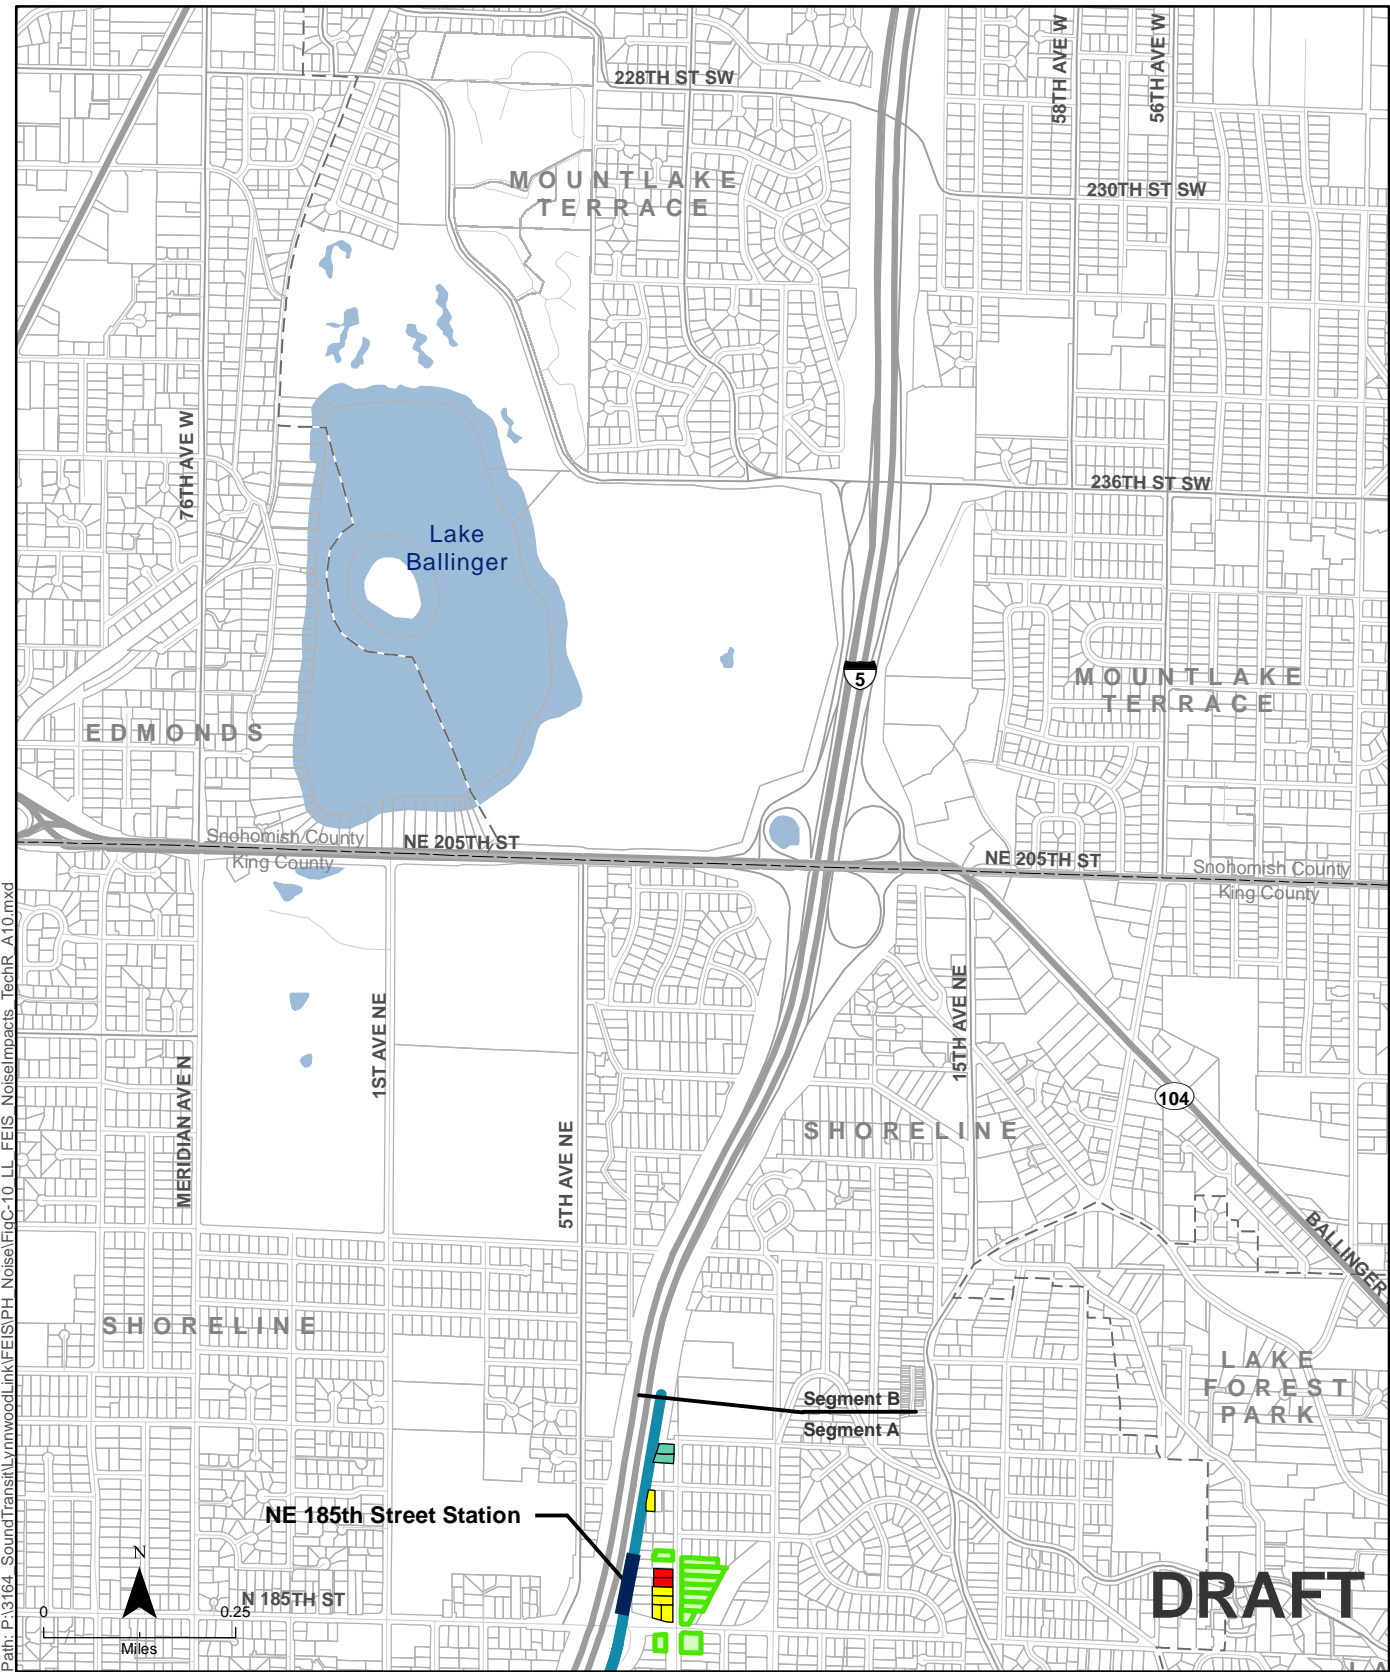 228TH ST SW
58TH AVE W
56TH AVE W
MOUNTLAKE
TERRACE
230TH ST SW
76TH AVE W
236TH ST SW
Lake
Ballinger
5
MOUNTLAKE
TERRACE
EDMONDS
Snohomish County
King County
NE 205TH ST
NE 205TH ST
Snohomish County
King County
1ST AVE NE
15TH AVE NE
MERIDIAN AVE N
5TH AVE NE
104
SHORELINE
BALLINGER
SHORELINE
LAKE
FOREST
PARK
Segment B
Segment A
NE 185th Street Station
N
N 185TH ST
0
0.25
Miles
DRAFT
Path: P:\3164_SoundTransit\LynnwoodLink\FEIS\PH_Noise\FigC-10_LL_FEIS_NoiseImpacts_TechR_A10.mxd